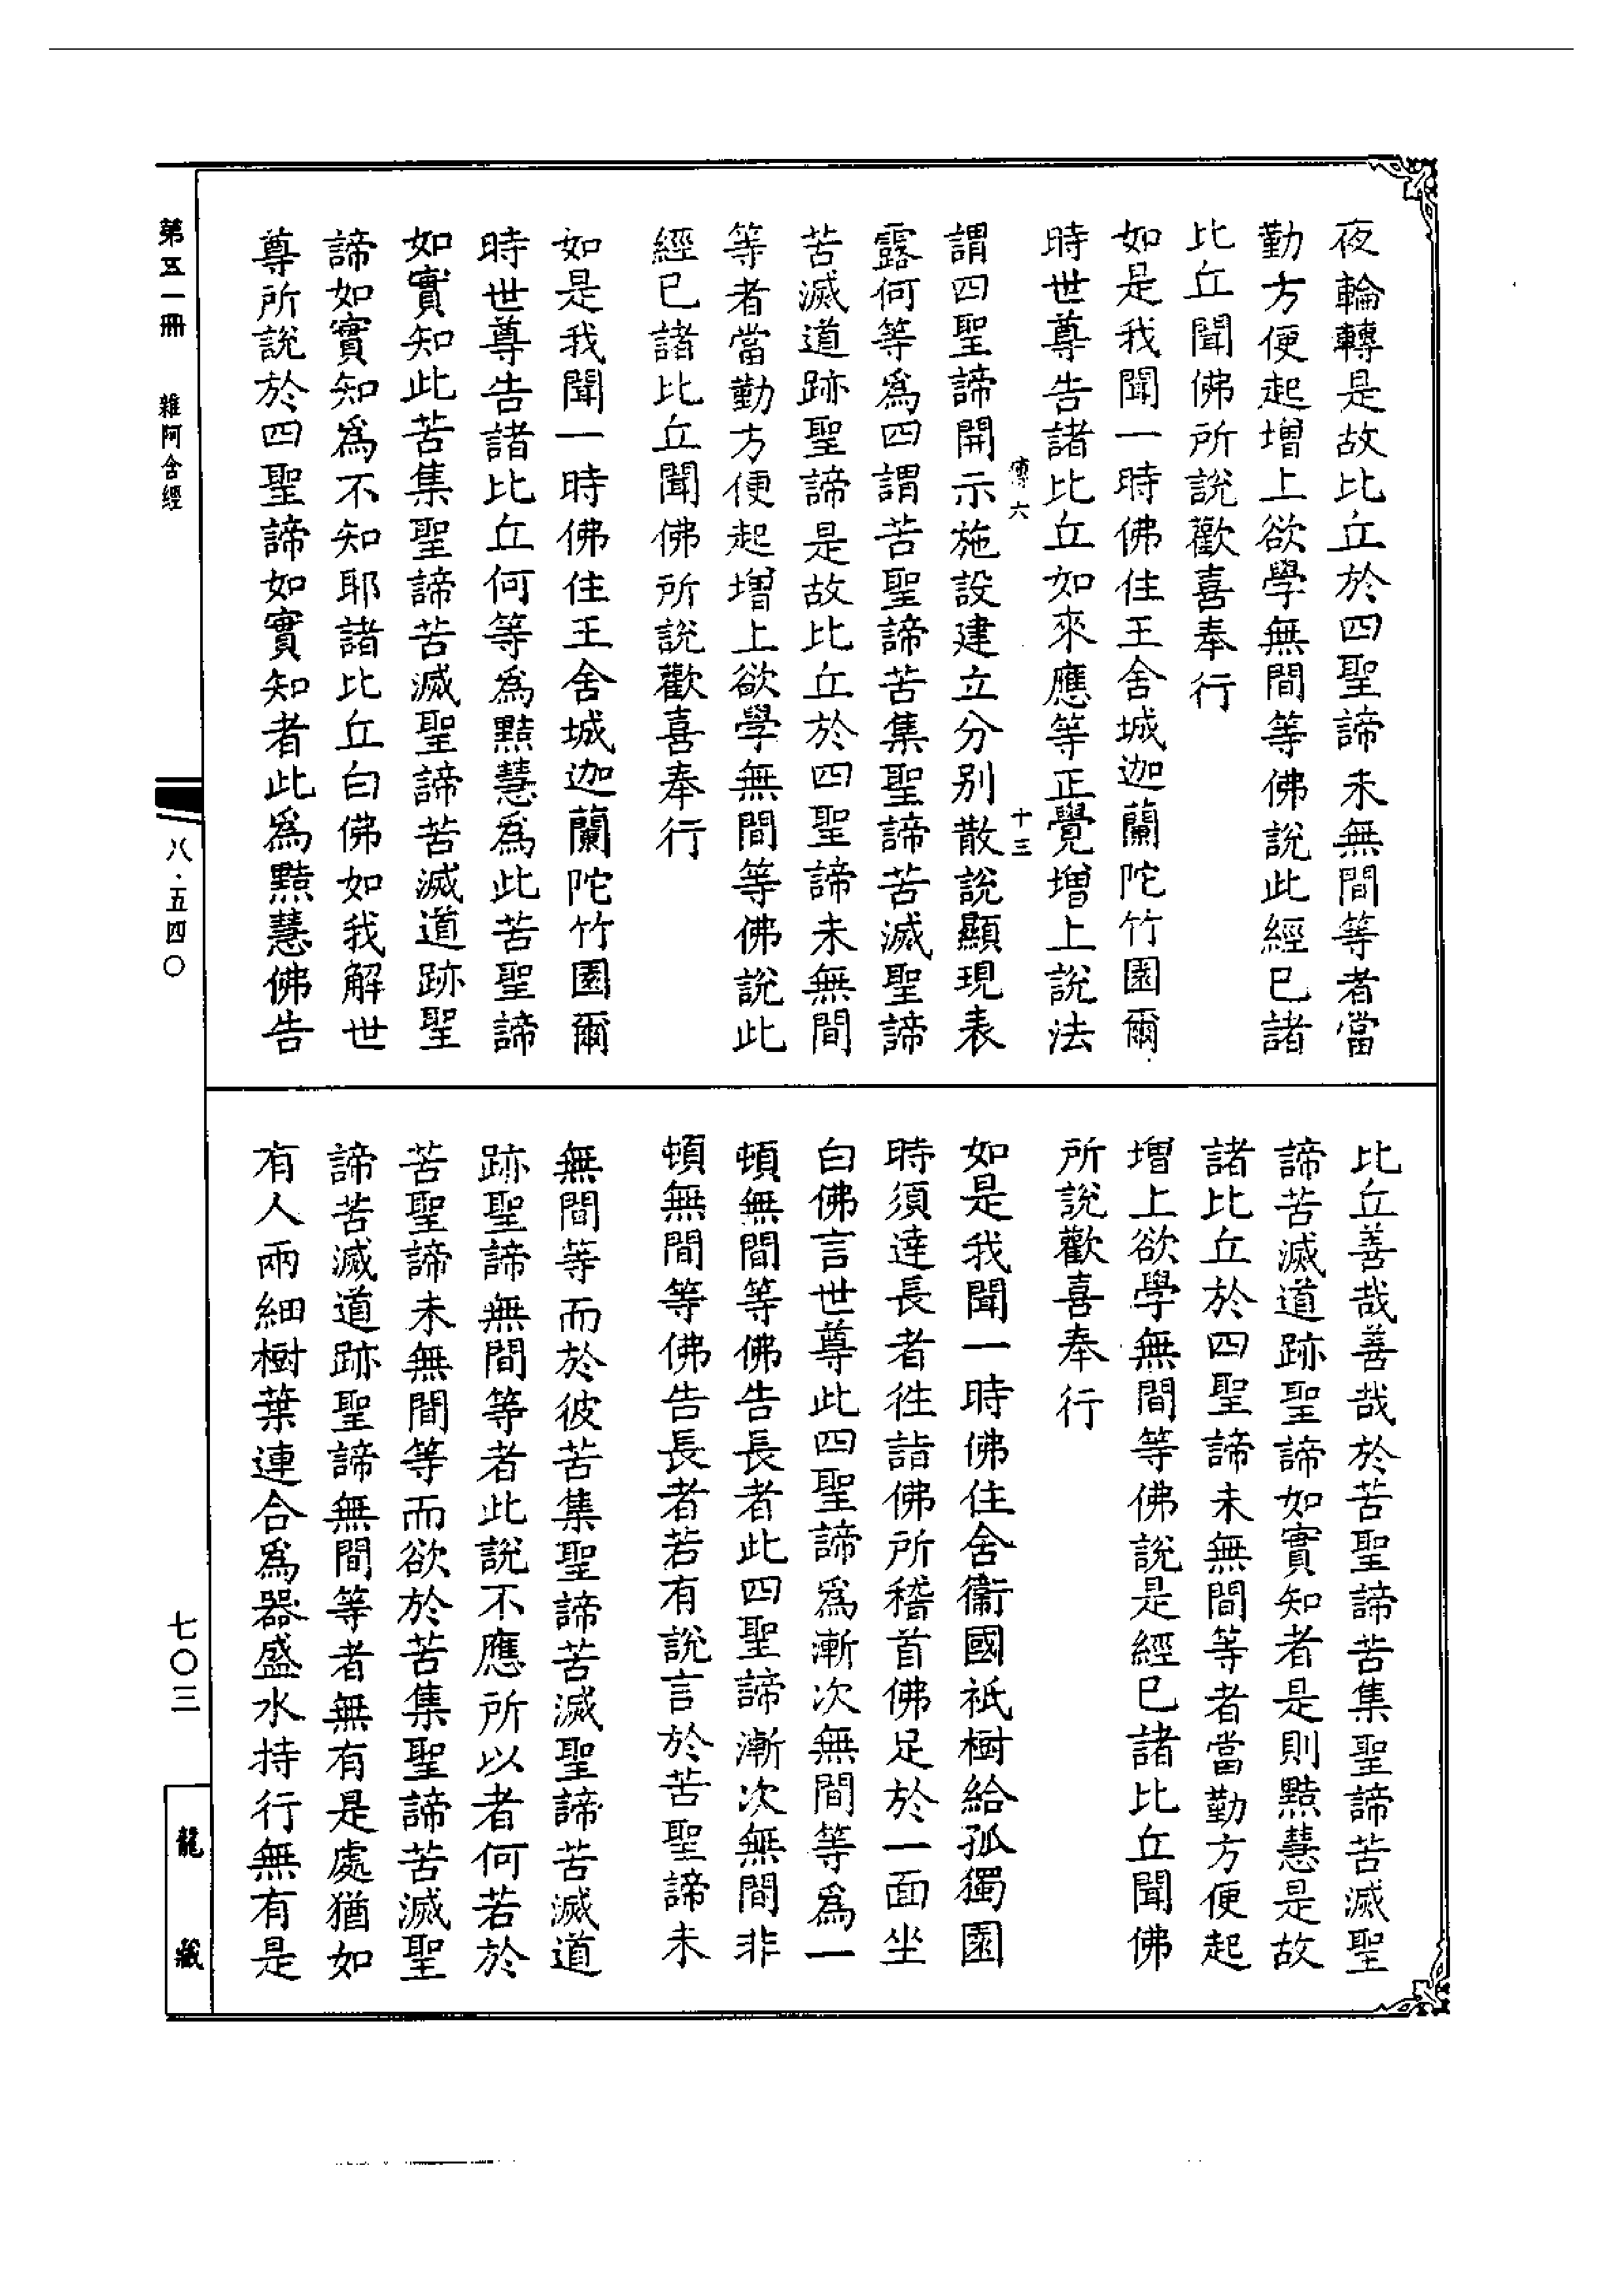 夜輪轉是故比丘於四聖諦未無間等者當
勤方便起增上欲學無間等佛說此經已諸
比丘聞佛所說歡喜奉行
如是我聞一時佛住王舍城迦蘭陀竹園爾
時世尊告諸比丘如來應等正覺增上說法
傳六 十三
謂四聖諦開示施設建立分别散說顯現表
露何等爲四謂苦聖諦苦集聖諦苦滅聖諦
苦滅道跡聖諦是故比丘於四聖諦未無間
等者當勤方便起增上欲學無間等佛說此
經已諸比丘聞佛所說歡喜奉行
如是我聞一時佛住王舍城迦蘭陀竹園爾
時世尊告諸比丘何等爲黠慧爲此苦聖諦
如實知此苦集聖諦苦滅聖諦苦滅道跡聖
諦如實知爲不知耶諸比丘白佛如我解世
尊所說於四聖諦如實知者此爲黠慧佛告
比丘善哉善哉於苦聖諦苦集聖諦苦滅聖
諦苦滅道跡聖諦如實知者是則黠慧是故
諸比丘於四聖諦未無間等者當勤方便起
增上欲學無間等佛說是經已諸比丘聞佛
所說歡喜奉行
如是我聞一時佛住舍衞國祇樹給孤獨園
時須達長者徃詣佛所稽首佛足於一面坐
白佛言世尊此四聖諦爲漸次無間等爲一
頓無間等佛告長者此四聖諦漸次無間非
頓無間等佛告長者若有說言於苦聖諦未
無間等而於彼苦集聖諦苦滅聖諦苦滅道
跡聖諦無間等者此說不應所以者何若於
苦聖諦未無間等而欲於苦集聖諦苦滅聖
諦苦滅道跡聖諦無間等者無有是處猶如
有人兩細樹葉連合爲器盛水持行無有是
第五一冊 雜阿含經
八·五四〇
七〇三
龍藏